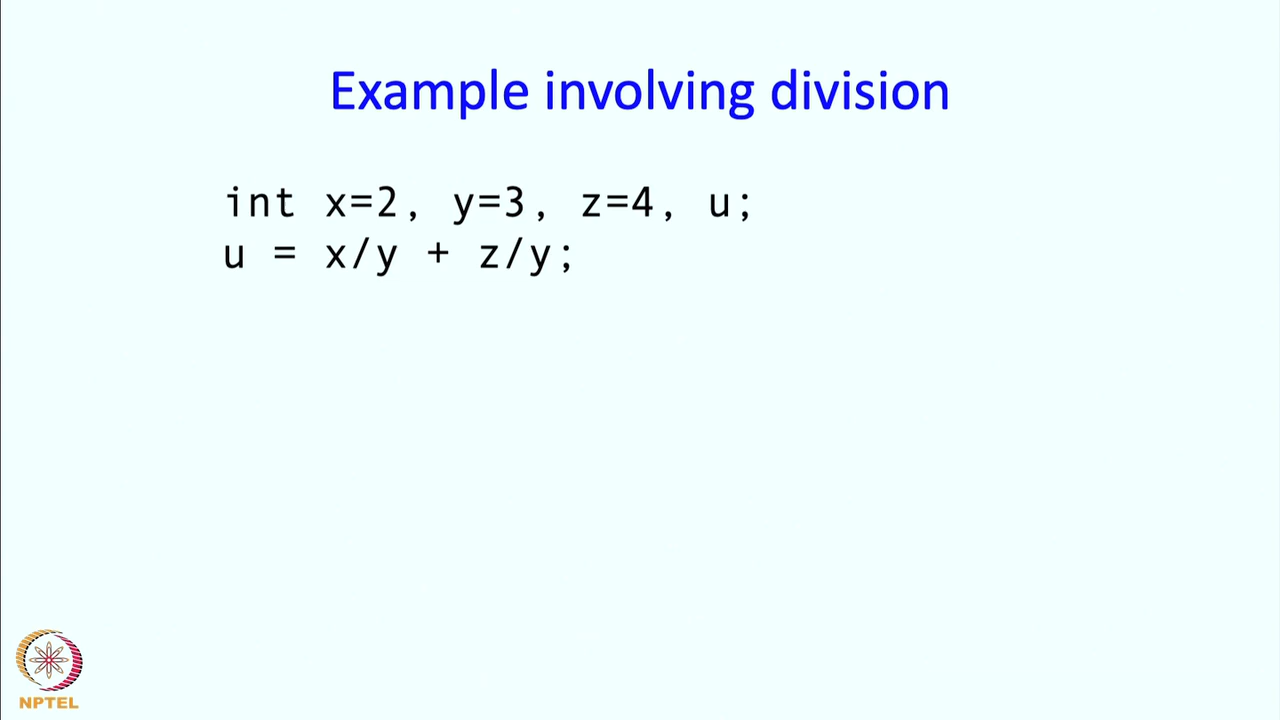 Example involving division
int x=2, y=3, z=4, u;
u = x/y + z/y;
NPTEL